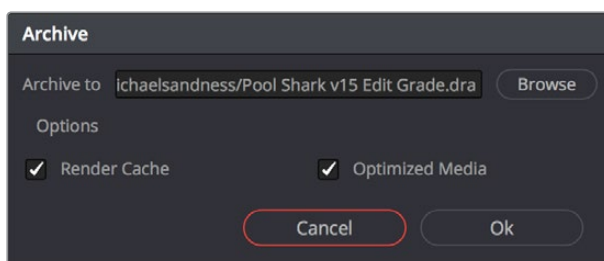 Archive
Archive to ichaelsandness/Pool Shark v15 Edit Grade.dra Browse
Options
Render Cache Optimized Media
Cancel Ok